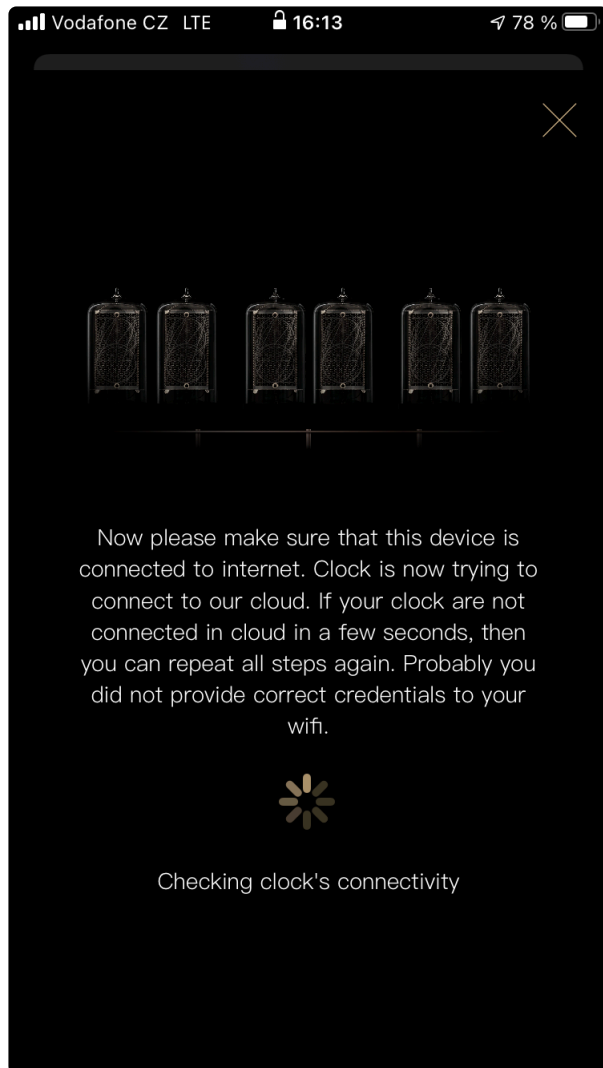 Vodafone CZ LTE 16:13 78 %
Now please make sure that this device is
connected to internet. Clock is now trying to
connect to our cloud. If your clock are not
connected in cloud in a few seconds, then
you can repeat all steps again. Probably you
did not provide correct credentials to your
wifi.
Checking clock's connectivity